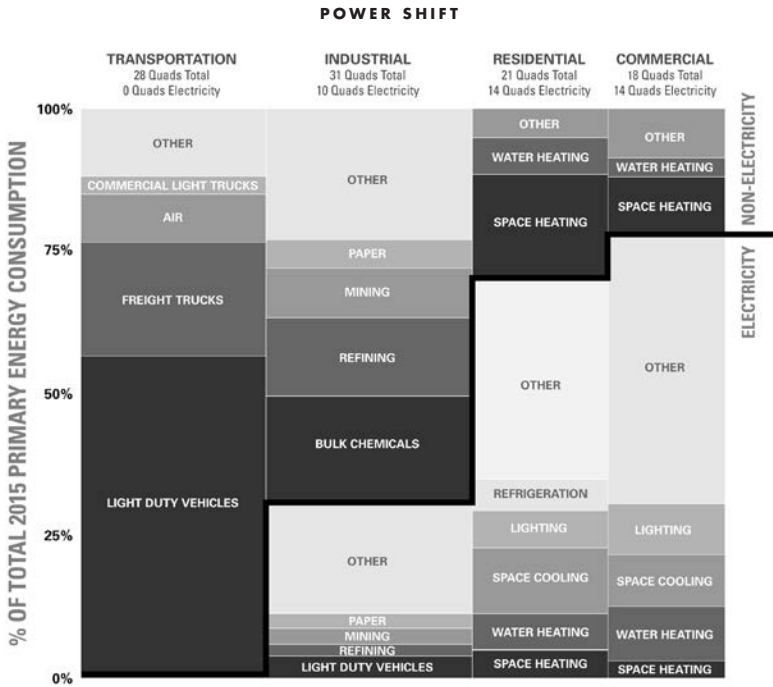 POWER SHIFT
TRANSPORTATION
28 Quads Total
0 Quads Electricity
INDUSTRIAL
31 Quads Total
10 Quads Electricity
RESIDENTIAL
21 Quads Total
14 Quads Electricity
COMMERCIAL
18 Quads Total
14 Quads Electricity
% OF TOTAL 2015 PRIMARY ENERGY CONSUMPTION
100%
75%
50%
25%
0%
OTHER
COMMERCIAL LIGHT TRUCKS
AIR
FREIGHT TRUCKS
LIGHT DUTY VEHICLES
OTHER
PAPER
MINING
REFINING
BULK CHEMICALS
OTHER
PAPER
MINING
REFINING
LIGHT DUTY VEHICLES
OTHER
WATER HEATING
SPACE HEATING
OTHER
REFRIGERATION
LIGHTING
SPACE COOLING
WATER HEATING
SPACE HEATING
OTHER
WATER HEATING
SPACE HEATING
OTHER
LIGHTING
SPACE COOLING
WATER HEATING
SPACE HEATING
NON-ELECTRICITY
ELECTRICITY